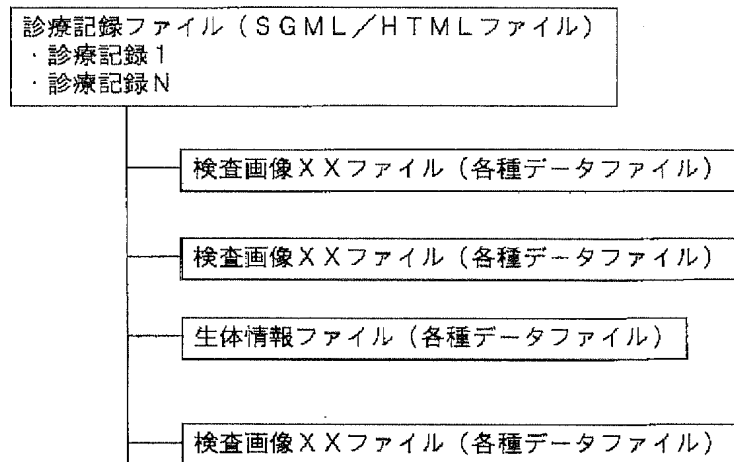 診療記録ファイル（ＳＧＭＬ／ＨＴＭＬファイル）
・診療記録１
・診療記録Ｎ
検査画像ＸＸファイル（各種データファイル）
検査画像ＸＸファイル（各種データファイル）
生体情報ファイル（各種データファイル）
検査画像ＸＸファイル（各種データファイル）